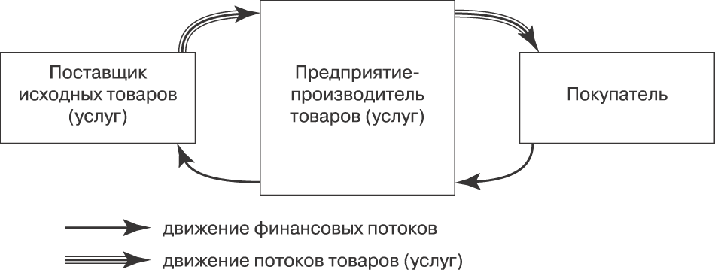 Поставщик
исходных товаров
(услуг)
Предприятие-
производитель
товаров (услуг)
Покупатель
движение финансовых потоков
движение потоков товаров (услуг)